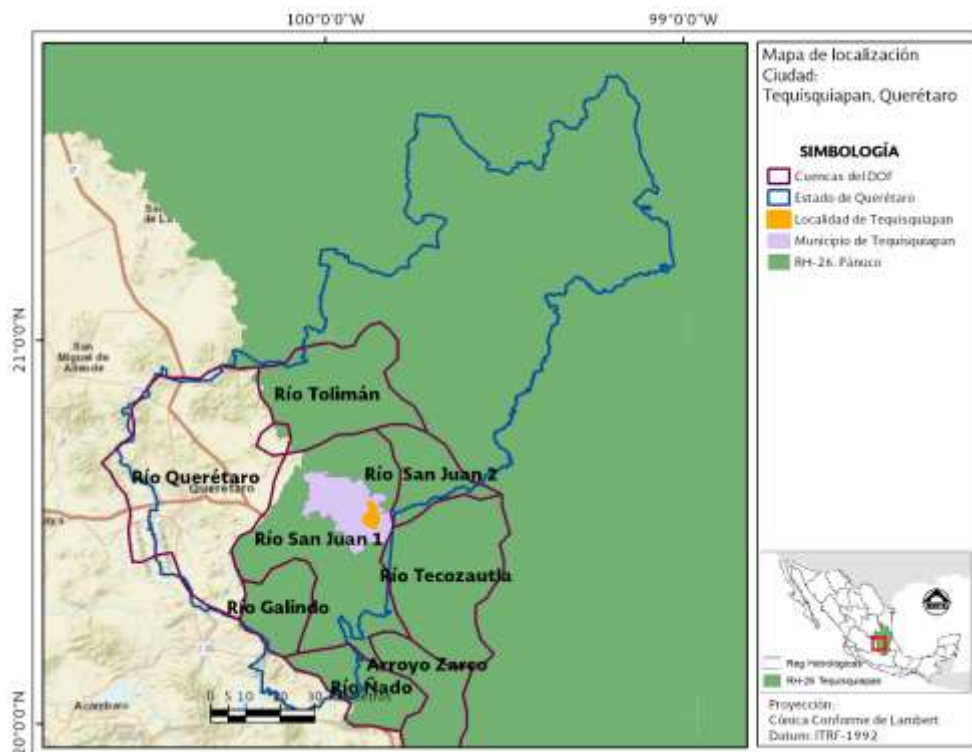 100°0'0"W
99°0'0"W
21°0'0"N
20°0'0"N
San
Miguel de
Allende
Río Tolimán
Río Querétaro
Querétaro
Río San Juan 2
Río San Juan 1
Río Tecozautla
Río Galindo
Arroyo Zarco
Río Ñado
Acámbaro
0 5 10 20 30
Mapa de localización
Ciudad:
Tequisquiapan, Querétaro
SIMBOLOGÍA
Cuencas del DOF
Estado de Querétaro
Localidad de Tequisquiapan
Municipio de Tequisquiapan
RH-26. Pánuco
Reg Hidrológicas
RH-26 Tequisquiapan
Proyección:
Cónica Conforme de Lambert
Datum: ITRF-1992